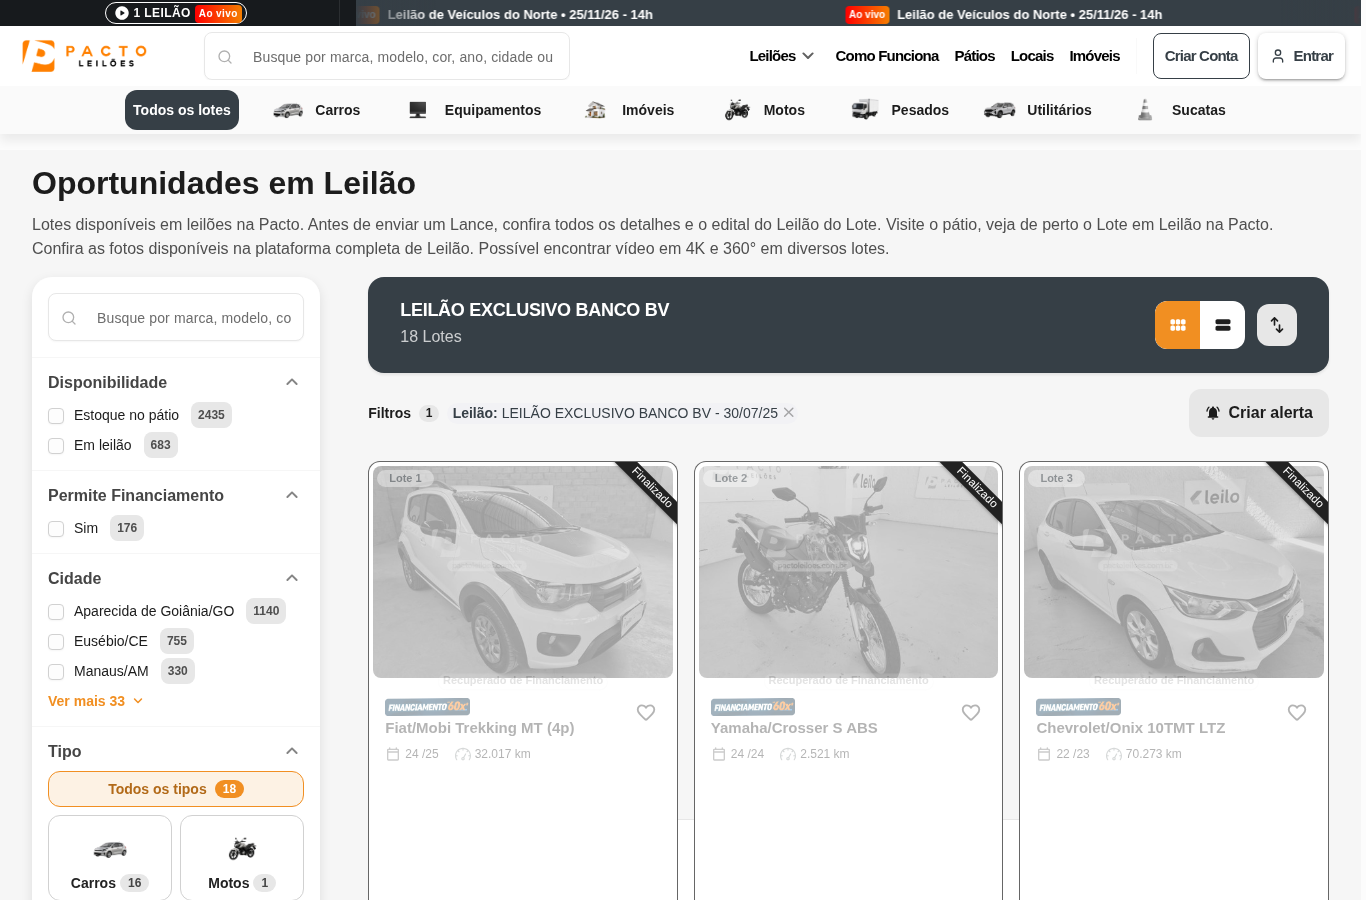 1 LEILÃO Ao vivo
vivo Leilão de Veículos do Norte • 25/11/26 - 14h
Ao vivo Leilão de Veículos do Norte • 25/11/26 - 14h
PACTO
LEILÕES
Busque por marca, modelo, cor, ano, cidade ou
Leilões
Como Funciona
Pátios
Locais
Imóveis
Criar Conta
Entrar
Todos os lotes
Carros
Equipamentos
Imóveis
Motos
Pesados
Utilitários
Sucatas
Oportunidades em Leilão
Lotes disponíveis em leilões na Pacto. Antes de enviar um Lance, confira todos os detalhes e o edital do Leilão do Lote. Visite o pátio, veja de perto o Lote em Leilão na Pacto.
Confira as fotos disponíveis na plataforma completa de Leilão. Possível encontrar vídeo em 4K e 360° em diversos lotes.
Busque por marca, modelo, co
Disponibilidade
Estoque no pátio 2435
Em leilão 683
Permite Financiamento
Sim 176
Cidade
Aparecida de Goiânia/GO 1140
Eusébio/CE 755
Manaus/AM 330
Ver mais 33
Tipo
Todos os tipos 18
Carros 16
Motos 1
LEILÃO EXCLUSIVO BANCO BV
18 Lotes
Filtros 1 Leilão: LEILÃO EXCLUSIVO BANCO BV - 30/07/25
Criar alerta
Lote 1
Finalizado
PACTO
Recuperado de Financiamento
FINANCIAMENTO 60x*
Fiat/Mobi Trekking MT (4p)
24 /25 32.017 km
Lote 2
Finalizado
PACTO
leilo
PACTO
pactoleiloes.com.br
Recuperado de Financiamento
FINANCIAMENTO 60x*
Yamaha/Crosser S ABS
24 /24 2.521 km
Lote 3
Finalizado
leilo
PACTO
Recuperado de Financiamento
FINANCIAMENTO 60x*
Chevrolet/Onix 10TMT LTZ
22 /23 70.273 km